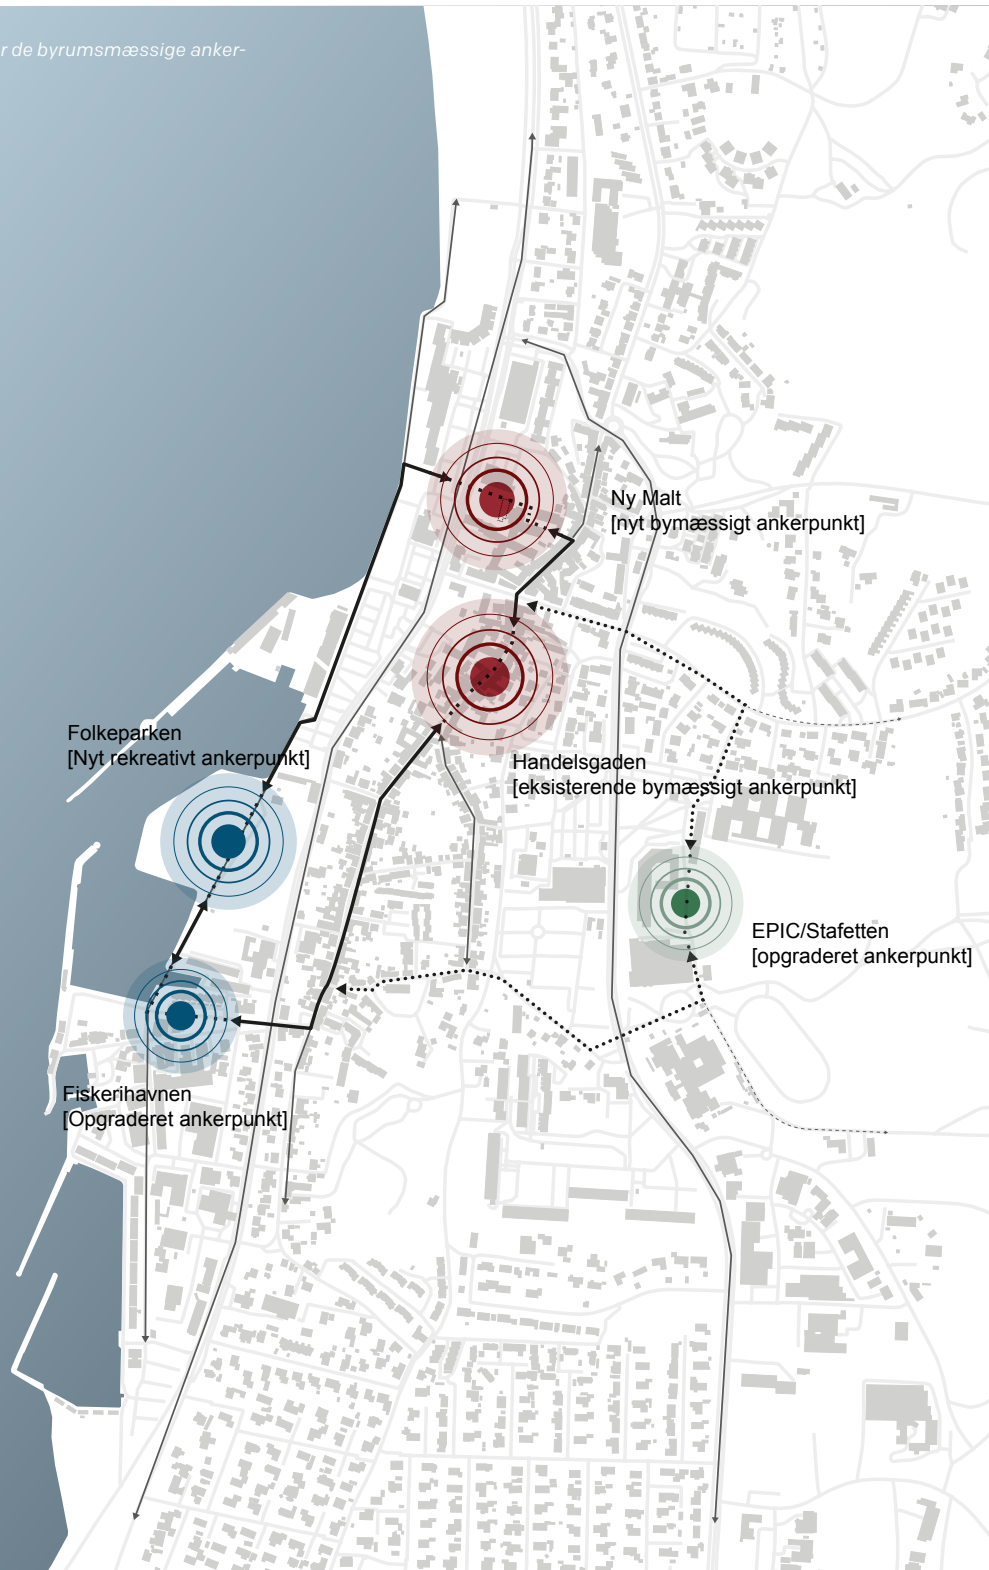 r de byrumsmæssige anker-
Ny Malt
[nyt bymæssigt ankerpunkt]
Folkeparken
[Nyt rekreativt ankerpunkt]
Handelsgaden
[eksisterende bymæssigt ankerpunkt]
EPIC/Stafetten
[opgraderet ankerpunkt]
Fiskerihavnen
[Opgraderet ankerpunkt]